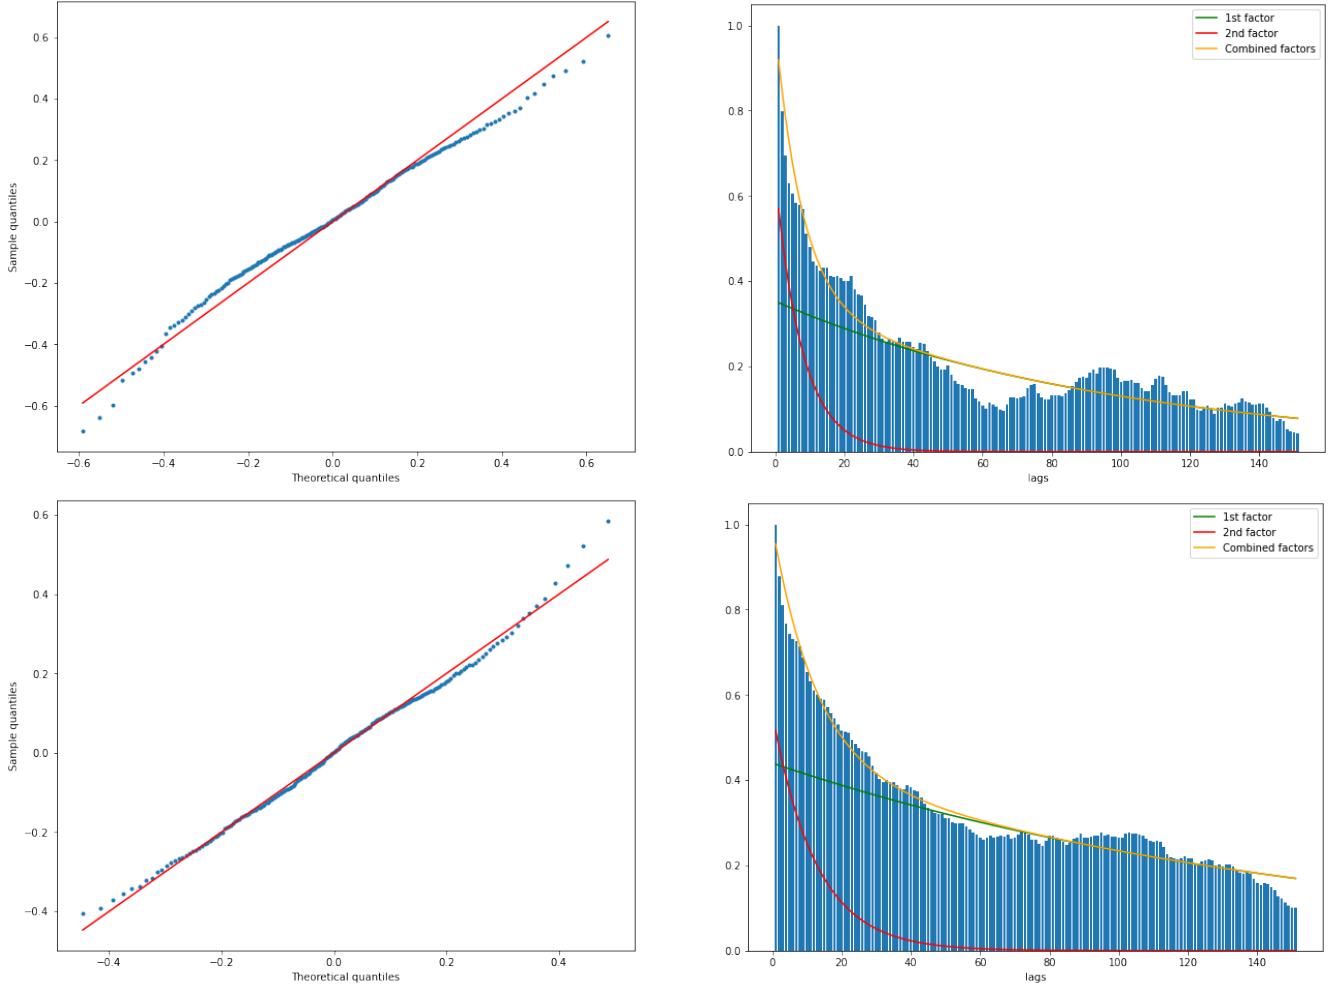 0.6
0.4
0.2
0.0
−0.2
−0.4
−0.6
Sample quantiles
−0.6 −0.4 −0.2 0.0 0.2 0.4 0.6
Theoretical quantiles
1st factor
2nd factor
Combined factors
1.0
0.8
0.6
0.4
0.2
0.0
0 20 40 60 80 100 120 140
lags
0.6
0.4
0.2
0.0
−0.2
−0.4
Sample quantiles
−0.4 −0.2 0.0 0.2 0.4
Theoretical quantiles
1st factor
2nd factor
Combined factors
1.0
0.8
0.6
0.4
0.2
0.0
0 20 40 60 80 100 120 140
lags